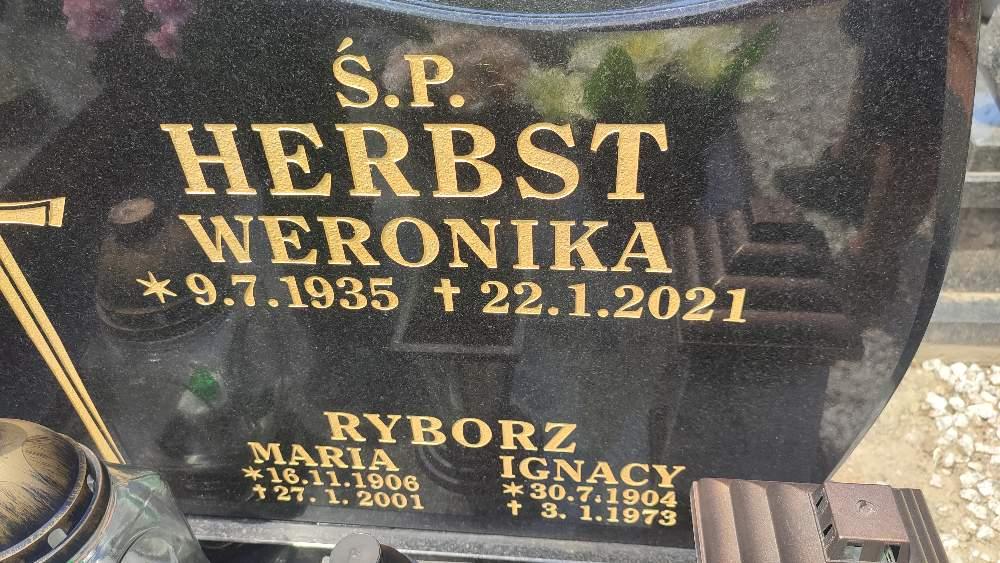 Ś.P.
HERBST
WERONIKA
* 9.7.1935 † 22.1.2021
RYBORZ
MARIA IGNACY
* 16.11.1906 * 30.7.1904
† 27. 1. 2001 † 3. 1.1973